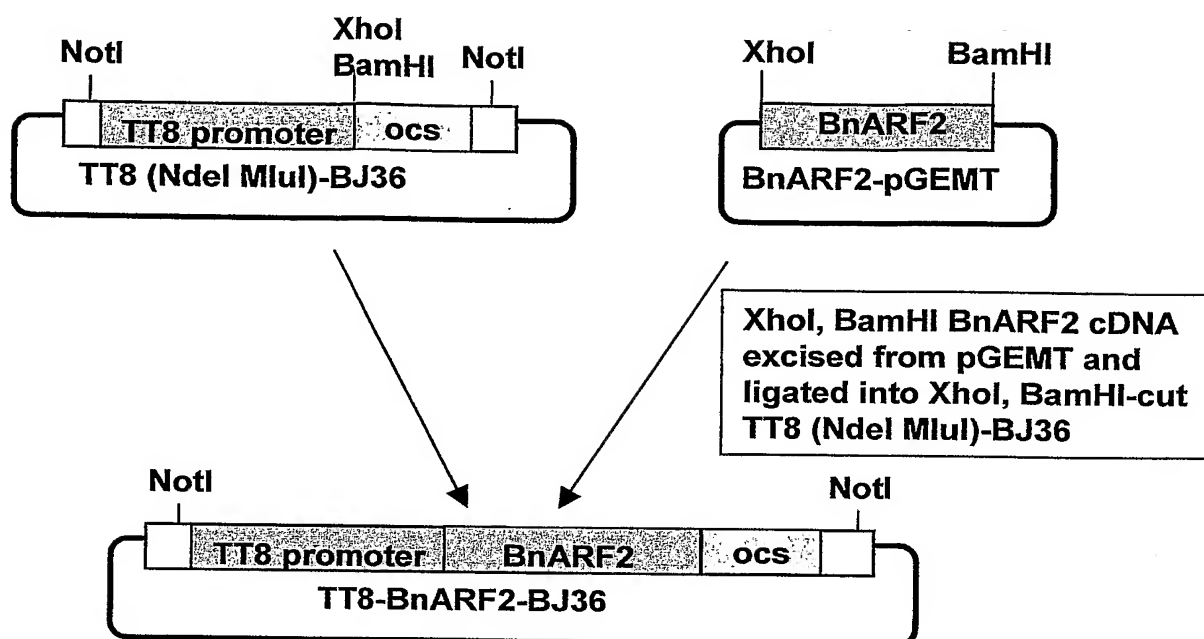 NotI
XhoI
BamHI
NotI
TT8 promoter
ocs
TT8 (NdeI MluI)-BJ36
XhoI
BamHI
BnARF2
BnARF2-pGEMT
XhoI, BamHI BnARF2 cDNA
excised from pGEMT and
ligated into XhoI, BamHI-cut
TT8 (NdeI MluI)-BJ36
NotI
NotI
TT8 promoter
BnARF2
ocs
TT8-BnARF2-BJ36